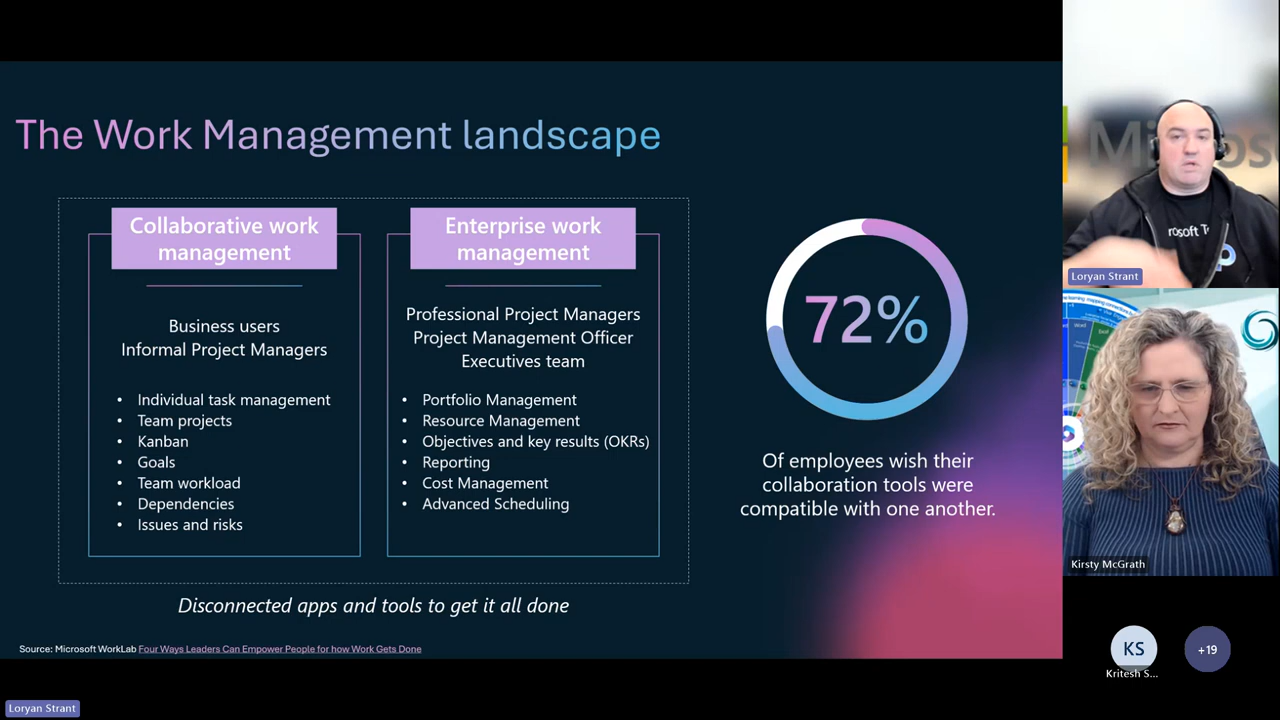 The Work Management landscape
Collaborative work
management
Business users
Informal Project Managers
• Individual task management
• Team projects
• Kanban
• Goals
• Team workload
• Dependencies
• Issues and risks
Enterprise work
management
Professional Project Managers
Project Management Officer
Executives team
• Portfolio Management
• Resource Management
• Objectives and key results (OKRs)
• Reporting
• Cost Management
• Advanced Scheduling
Disconnected apps and tools to get it all done
72%
Of employees wish their
collaboration tools were
compatible with one another.
Source: Microsoft WorkLab Four Ways Leaders Can Empower People for how Work Gets Done
Loryan Strant
Loryan Strant
Kirsty McGrath
KS
Kritesh S...
+19